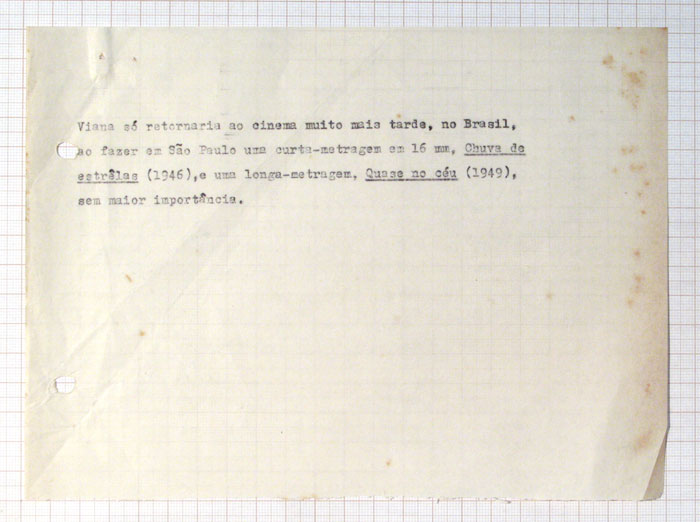 Viana só retornaria ao cinema muito mais tarde, no Brasil,
ao fazer em São Paulo uma curta-metragem em 16 mm, Chuva de
estrêlas (1946),e uma longa-metragem, Quase no céu (1949),
sem maior importância.